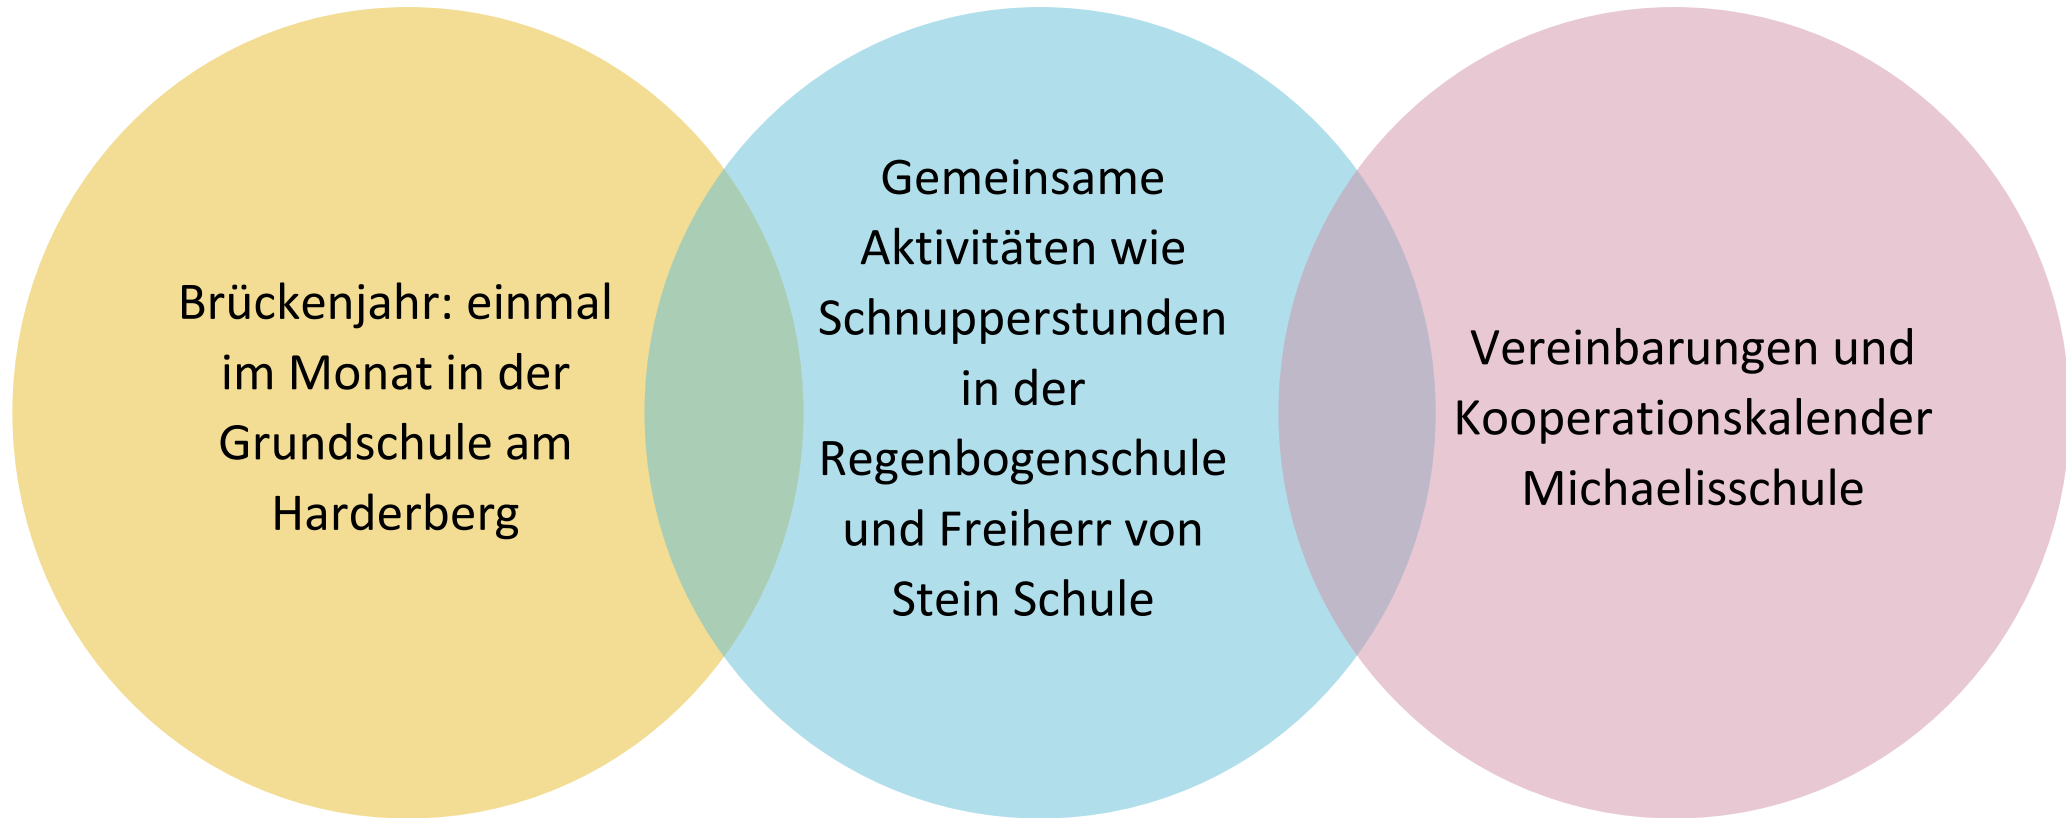 Brückenjahr: einmal
im Monat in der
Grundschule am
Harderberg
Gemeinsame
Aktivitäten wie
Schnupperstunden
in der
Regenbogenschule
und Freiherr von
Stein Schule
Vereinbarungen und
Kooperationskalender
Michaelisschule